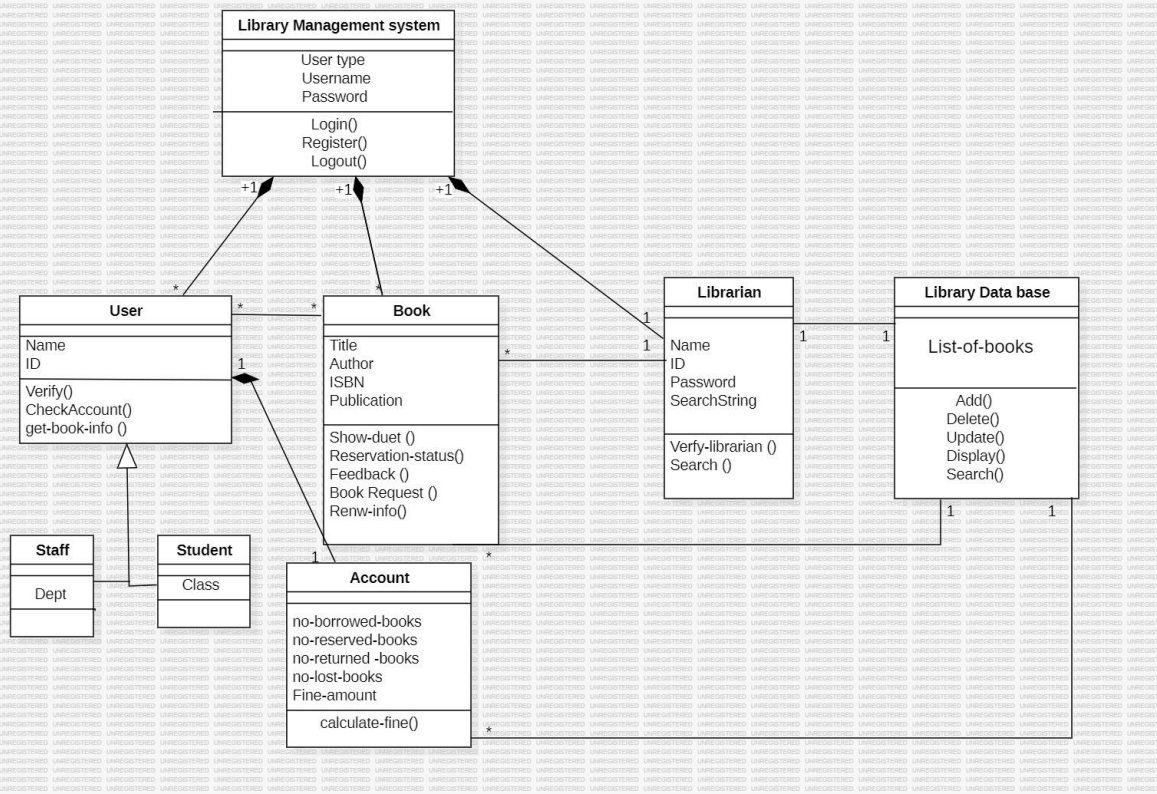 Library Management system
User type
Username
Password
Login()
Register()
Logout()
+1
+1
+1
*
*
1
User
Name
ID
Verify()
CheckAccount()
get-book-info ()
*
*
1
Book
Title
Author
ISBN
Publication
Show-duet ()
Reservation-status()
Feedback ()
Book Request ()
Renw-info()
*
1
Librarian
Name
ID
Password
SearchString
Verfy-librarian ()
Search ()
1
1
Library Data base
List-of-books
Add()
Delete()
Update()
Display()
Search()
1
1
*
Staff
Dept
Student
Class
1
Account
no-borrowed-books
no-reserved-books
no-returned -books
no-lost-books
Fine-amount
calculate-fine()
*
UNREGISTERED